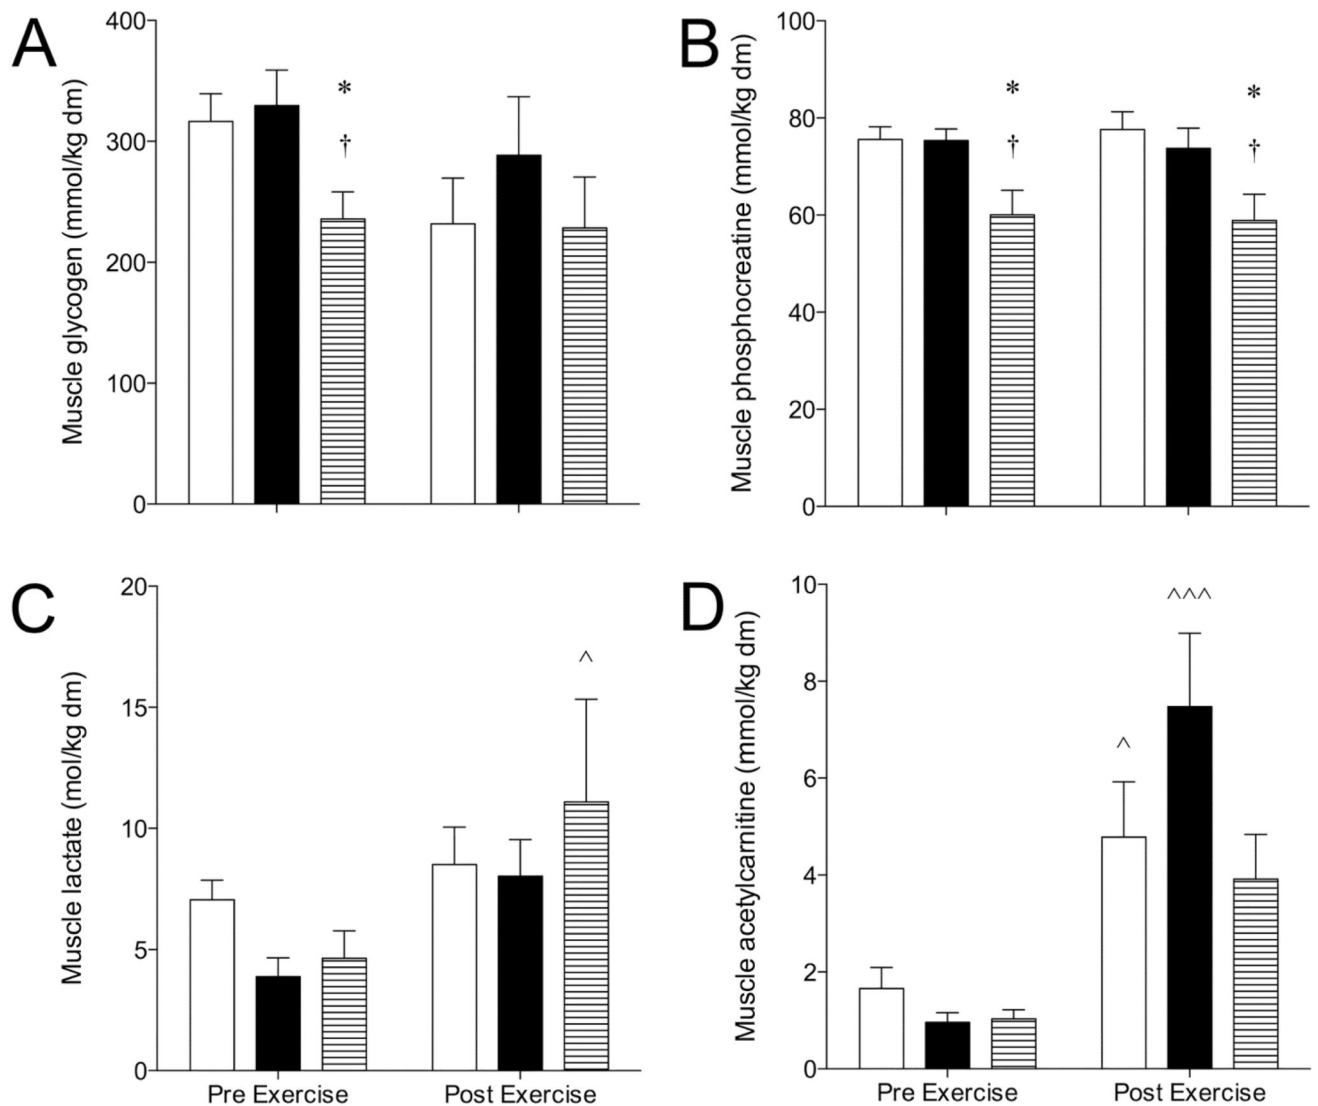 A
Muscle glycogen (mmol/kg dm)
400
300
200
100
0
*
†
B
Muscle phosphocreatine (mmol/kg dm)
100
80
60
40
20
0
*
†
*
†
C
Muscle lactate (mol/kg dm)
20
15
10
5
0
^
Pre Exercise
Post Exercise
D
Muscle acetylcarnitine (mmol/kg dm)
10
8
6
4
2
0
^
^^^
Pre Exercise
Post Exercise